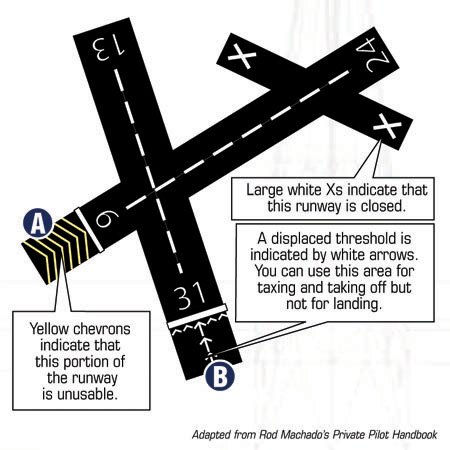 13
24
A
6
Large white Xs indicate that
this runway is closed.
A displaced threshold is
indicated by white arrows.
You can use this area for
taxing and taking off but
not for landing.
31
Yellow chevrons
indicate that
this portion of
the runway
is unusable.
B
Adapted from Rod Machado's Private Pilot Handbook